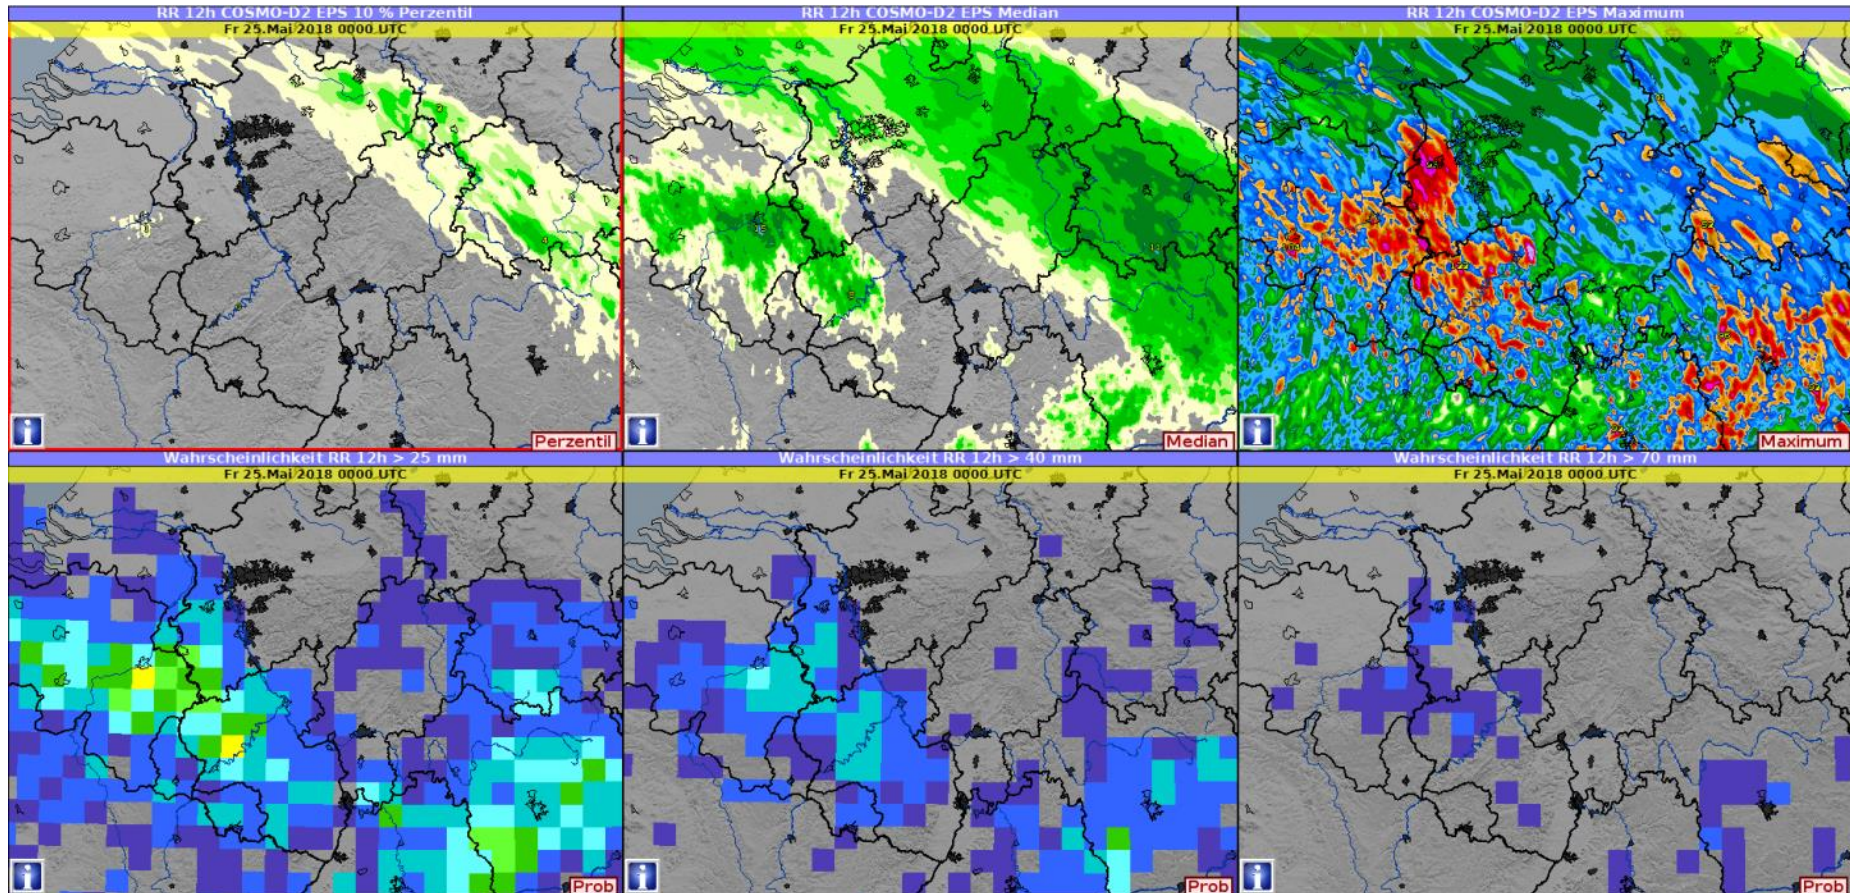 RR 12h COSMO-D2 EPS 10 % Perzentil
Fr 25.Mai 2018 0000 UTC
Perzentil
RR 12h COSMO-D2 EPS Median
Fr 25.Mai 2018 0000 UTC
Median
RR 12h COSMO-D2 EPS Maximum
Fr 25.Mai 2018 0000 UTC
Maximum
Wahrscheinlichkeit RR 12h > 25 mm
Fr 25.Mai 2018 0000 UTC
Prob
Wahrscheinlichkeit RR 12h > 40 mm
Fr 25.Mai 2018 0000 UTC
Prob
Wahrscheinlichkeit RR 12h > 70 mm
Fr 25.Mai 2018 0000 UTC
Prob